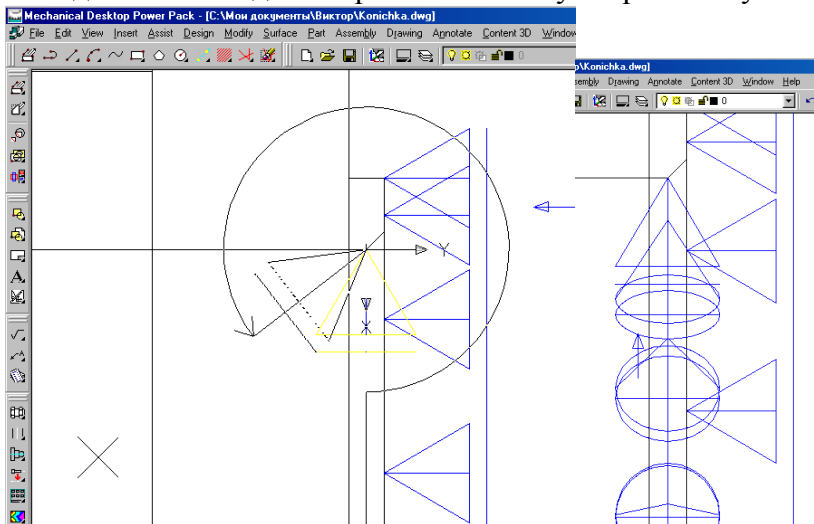 Mechanical Desktop Power Pack - [C:\Мои документы\Виктор\Konichka.dwg]
File Edit View Insert Assist Design Modify Surface Part Assembly Drawing Annotate Content 3D Window
0
\Konichka.dwg]
Drawing Annotate Content 3D Window Help
0
Y
X
A